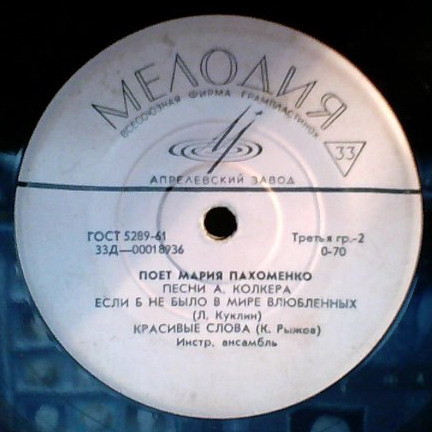 МЕЛОДИЯ
ВСЕСОЮЗНАЯ ФИРМА ГРАМПЛАСТИНОК
33
АПРЕЛЕВСКИЙ ЗАВОД
ГОСТ 5289-61
33Д—00018936
Третья гр.-2
0-70
ПОЕТ МАРИЯ ПАХОМЕНКО
ПЕСНИ А. КОЛКЕРА
ЕСЛИ Б НЕ БЫЛО В МИРЕ ВЛЮБЛЕННЫХ
(Л. Куклин)
КРАСИВЫЕ СЛОВА (К. Рыжов)
Инстр. ансамбль